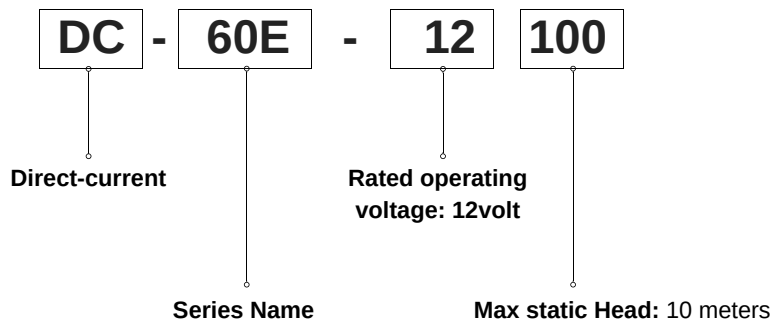 DC - 60E - 12 100
Direct-current
Rated operating
voltage: 12volt
Series Name
Max static Head: 10 meters